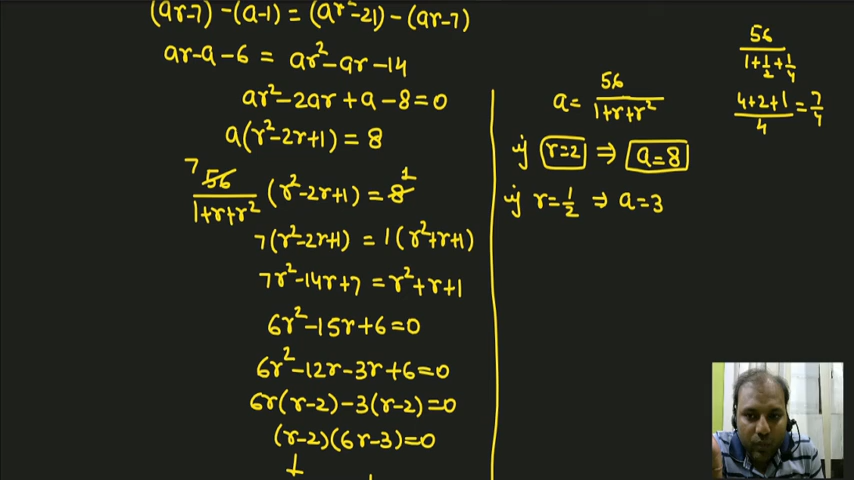 (ar-7) - (a-1) = (ar²-21) - (ar-7)
ar-a-6 = ar²-ar-14
ar²-2ar+a-8=0
a(r²-2r+1) = 8
7
56/(1+r+r²) (r²-2r+1) = 8 1
7(r²-2r+1) = 1(r²+r+1)
7r²-14r+7 = r²+r+1
6r²-15r+6=0
6r²-12r-3r+6=0
6r(r-2)-3(r-2)=0
(r-2)(6r-3)=0
a = 56/(1+r+r²)
if r=2 ⇒ a=8
if r=1/2 ⇒ a=3
56/(1+1/2+1/4)
(4+2+1)/4 = 7/4